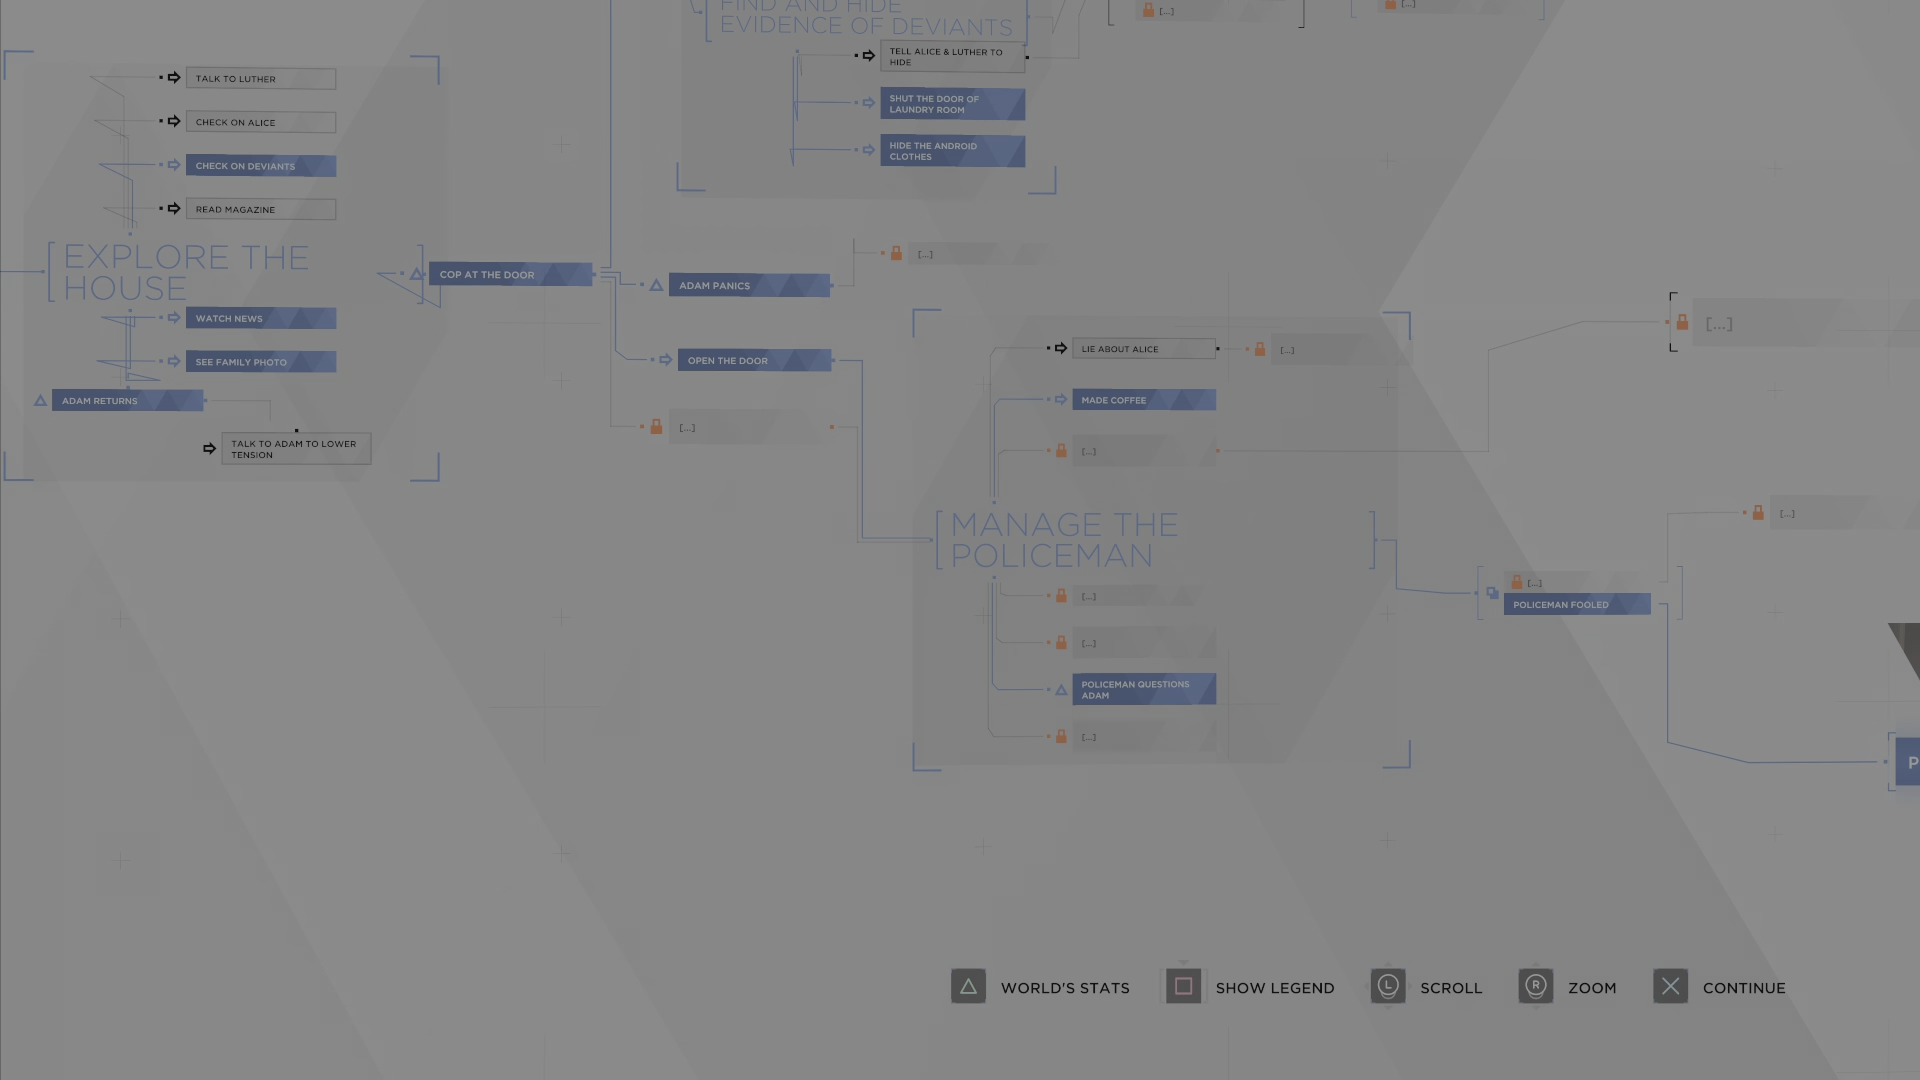 FIND AND HIDE
EVIDENCE OF DEVIANTS
[...]
[...]
TELL ALICE & LUTHER TO
HIDE
SHUT THE DOOR OF
LAUNDRY ROOM
HIDE THE ANDROID
CLOTHES
TALK TO LUTHER
CHECK ON ALICE
CHECK ON DEVIANTS
READ MAGAZINE
EXPLORE THE
HOUSE
WATCH NEWS
SEE FAMILY PHOTO
ADAM RETURNS
TALK TO ADAM TO LOWER
TENSION
COP AT THE DOOR
ADAM PANICS
[...]
OPEN THE DOOR
[...]
LIE ABOUT ALICE
[...]
MADE COFFEE
[...]
MANAGE THE
POLICEMAN
[...]
[...]
POLICEMAN QUESTIONS
ADAM
[...]
[...]
[...]
[...]
POLICEMAN FOOLED
P
WORLD'S STATS
SHOW LEGEND
L
SCROLL
R
ZOOM
CONTINUE